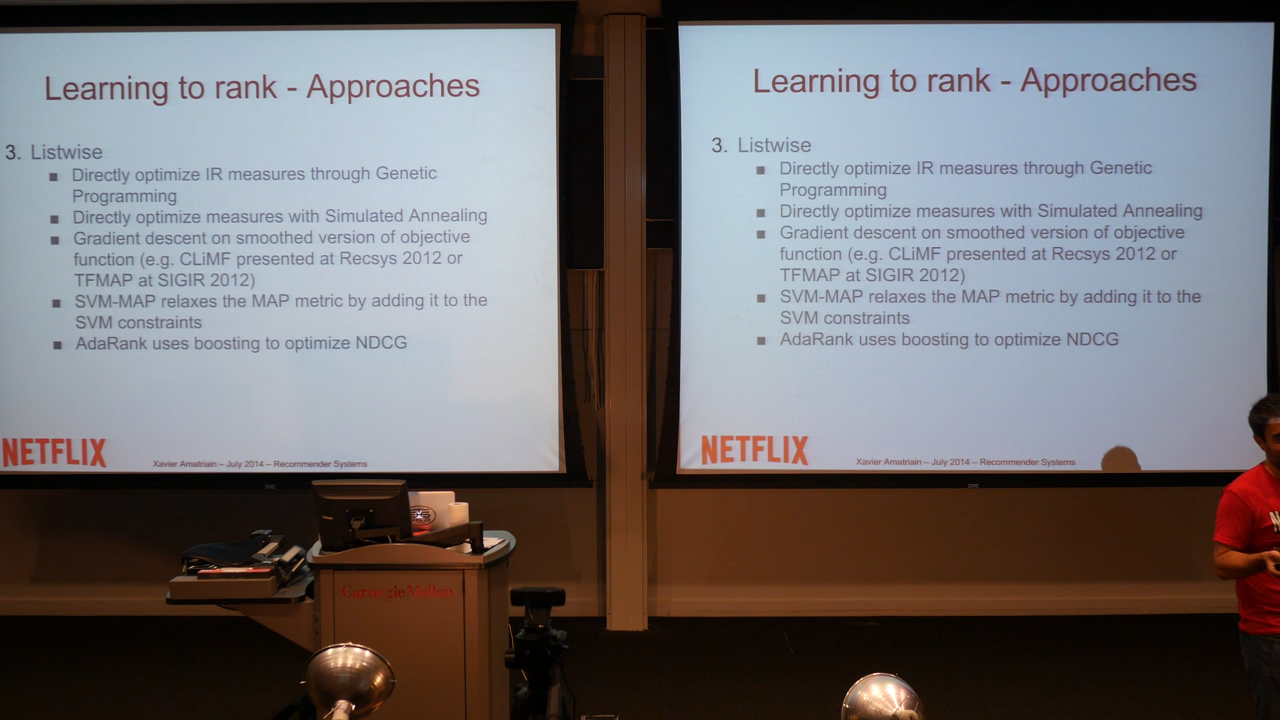 Learning to rank - Approaches
3. Listwise
■ Directly optimize IR measures through Genetic
Programming
■ Directly optimize measures with Simulated Annealing
■ Gradient descent on smoothed version of objective
function (e.g. CLiMF presented at Recsys 2012 or
TFMAP at SIGIR 2012)
■ SVM-MAP relaxes the MAP metric by adding it to the
SVM constraints
■ AdaRank uses boosting to optimize NDCG
NETFLIX
Xavier Amatriain – July 2014 – Recommender Systems
Learning to rank - Approaches
3. Listwise
■ Directly optimize IR measures through Genetic
Programming
■ Directly optimize measures with Simulated Annealing
■ Gradient descent on smoothed version of objective
function (e.g. CLiMF presented at Recsys 2012 or
TFMAP at SIGIR 2012)
■ SVM-MAP relaxes the MAP metric by adding it to the
SVM constraints
■ AdaRank uses boosting to optimize NDCG
NETFLIX
Xavier Amatriain – July 2014 – Recommender Systems
Carnegie Mellon